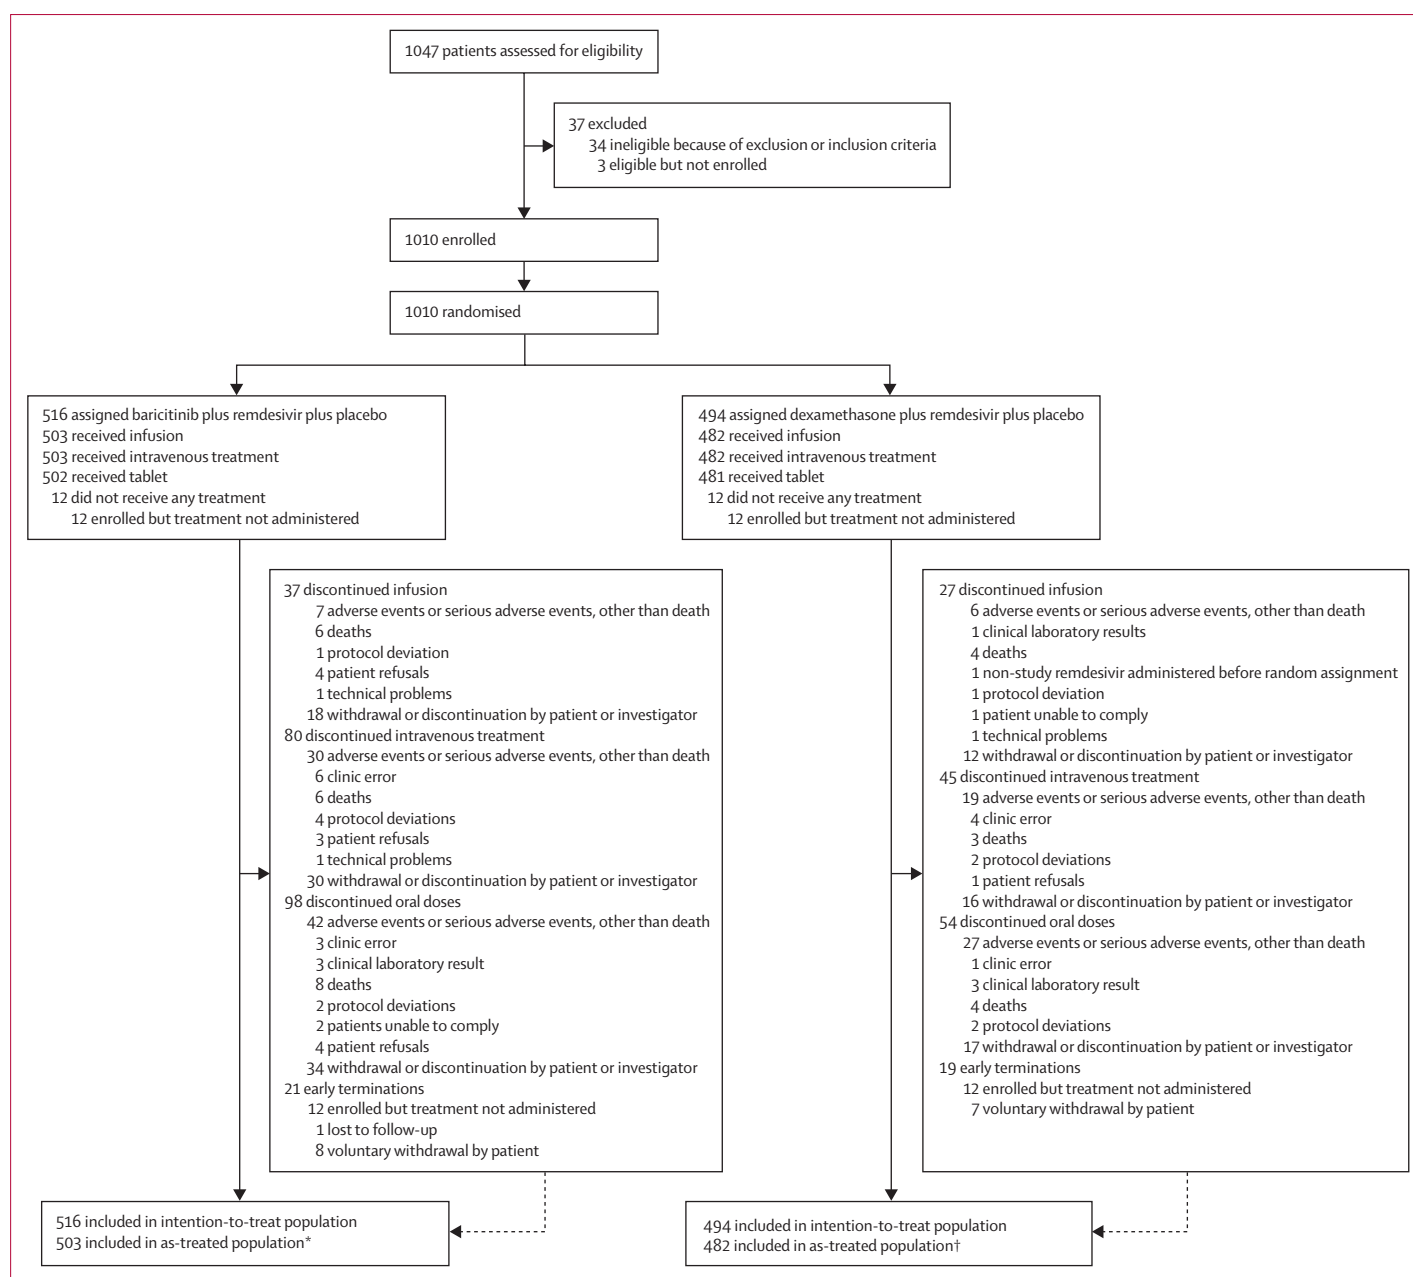 1047 patients assessed for eligibility
37 excluded
34 ineligible because of exclusion or inclusion criteria
3 eligible but not enrolled
1010 enrolled
1010 randomised
516 assigned baricitinib plus remdesivir plus placebo
503 received infusion
503 received intravenous treatment
502 received tablet
12 did not receive any treatment
12 enrolled but treatment not administered
494 assigned dexamethasone plus remdesivir plus placebo
482 received infusion
482 received intravenous treatment
481 received tablet
12 did not receive any treatment
12 enrolled but treatment not administered
37 discontinued infusion
7 adverse events or serious adverse events, other than death
6 deaths
1 protocol deviation
4 patient refusals
1 technical problems
18 withdrawal or discontinuation by patient or investigator
80 discontinued intravenous treatment
30 adverse events or serious adverse events, other than death
6 clinic error
6 deaths
4 protocol deviations
3 patient refusals
1 technical problems
30 withdrawal or discontinuation by patient or investigator
98 discontinued oral doses
42 adverse events or serious adverse events, other than death
3 clinic error
3 clinical laboratory result
8 deaths
2 protocol deviations
2 patients unable to comply
4 patient refusals
34 withdrawal or discontinuation by patient or investigator
21 early terminations
12 enrolled but treatment not administered
1 lost to follow-up
8 voluntary withdrawal by patient
27 discontinued infusion
6 adverse events or serious adverse events, other than death
1 clinical laboratory results
4 deaths
1 non-study remdesivir administered before random assignment
1 protocol deviation
1 patient unable to comply
1 technical problems
12 withdrawal or discontinuation by patient or investigator
45 discontinued intravenous treatment
19 adverse events or serious adverse events, other than death
4 clinic error
3 deaths
2 protocol deviations
1 patient refusals
16 withdrawal or discontinuation by patient or investigator
54 discontinued oral doses
27 adverse events or serious adverse events, other than death
1 clinic error
3 clinical laboratory result
4 deaths
2 protocol deviations
17 withdrawal or discontinuation by patient or investigator
19 early terminations
12 enrolled but treatment not administered
7 voluntary withdrawal by patient
516 included in intention-to-treat population
503 included in as-treated population*
494 included in intention-to-treat population
482 included in as-treated population†